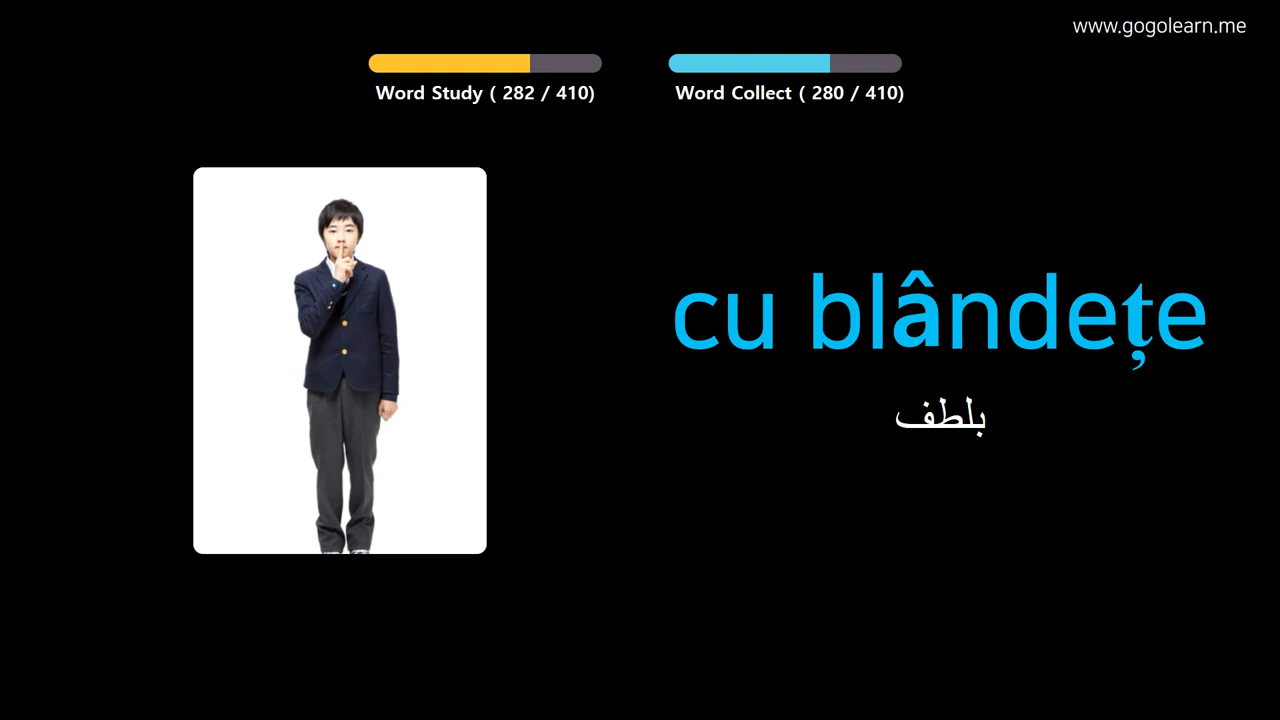 www.gogolearn.me
Word Study ( 282 / 410)
Word Collect ( 280 / 410)
cu blândețe
بلطف